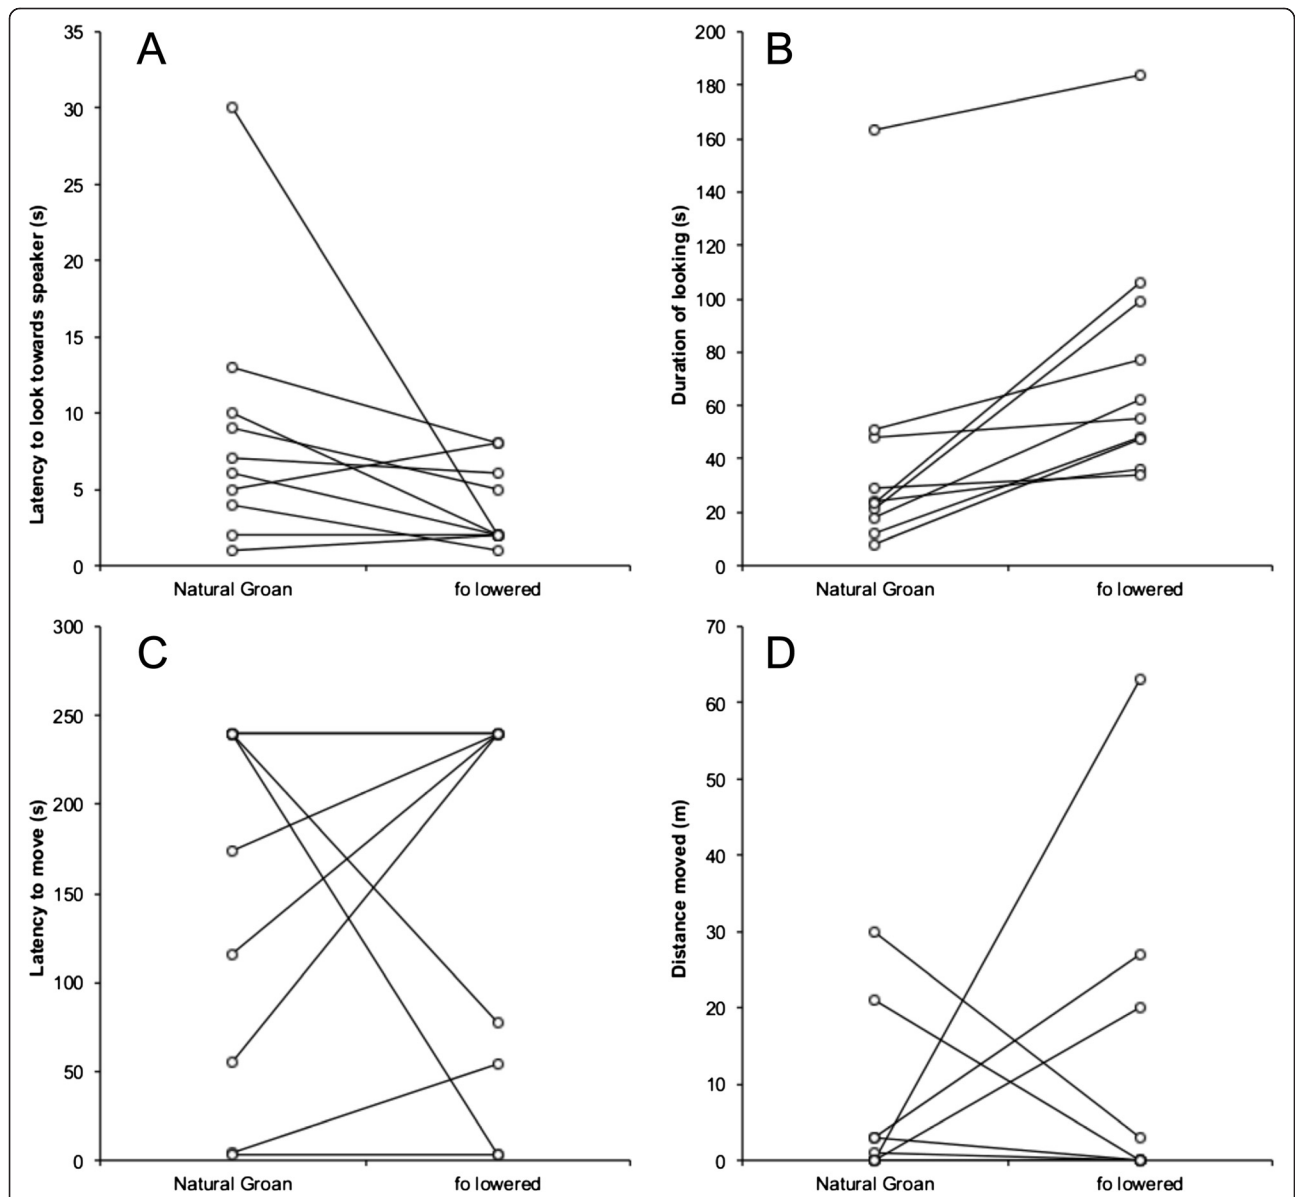 A
B
35
30
25
20
15
10
5
0
Latency to look towards speaker (s)
Natural Groan
fo lowered
200
180
160
140
120
100
80
60
40
20
0
Duration of looking (s)
Natural Groan
fo lowered
C
D
300
250
200
150
100
50
0
Latency to move (s)
Natural Groan
fo lowered
70
60
50
40
30
20
10
0
Distance moved (m)
Natural Groan
fo lowered